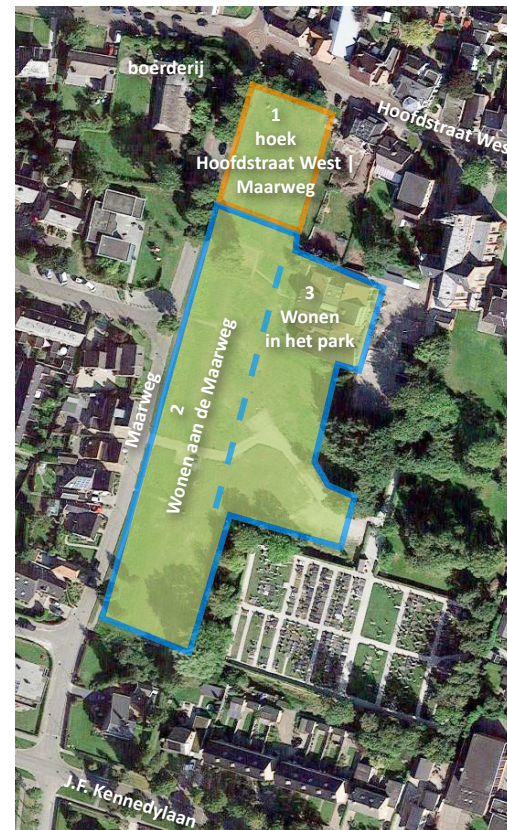 boerderij
1
hoek
Hoofdstraat West |
Maarweg
Hoofdstraat West
3
Wonen
in het park
Maarweg
2
Wonen aan de Maarweg
J.F. Kennedylaan